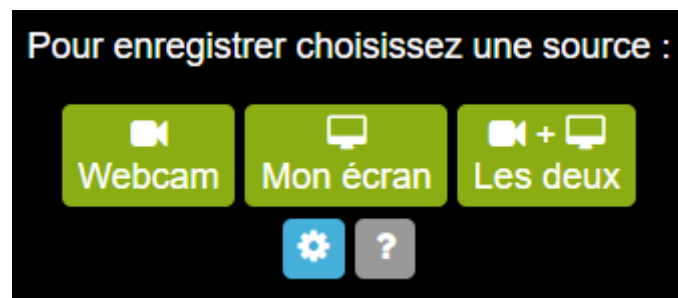 Pour enregistrer choisissez une source :
+
Webcam
Mon écran
Les deux
?